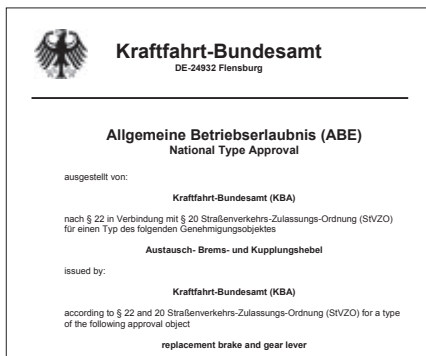 Kraftfahrt-Bundesamt
DE-24932 Flensburg
Allgemeine Betriebserlaubnis (ABE)
National Type Approval
ausgestellt von:
Kraftfahrt-Bundesamt (KBA)
nach § 22 in Verbindung mit § 20 Straßenverkehrs-Zulassungs-Ordnung (StVZO)
für einen Typ des folgenden Genehmigungsobjektes
Austausch- Brems- und Kupplungshebel
issued by:
Kraftfahrt-Bundesamt (KBA)
according to § 22 and 20 Straßenverkehrs-Zulassungs-Ordnung (StVZO) for a type
of the following approval object
replacement brake and gear lever